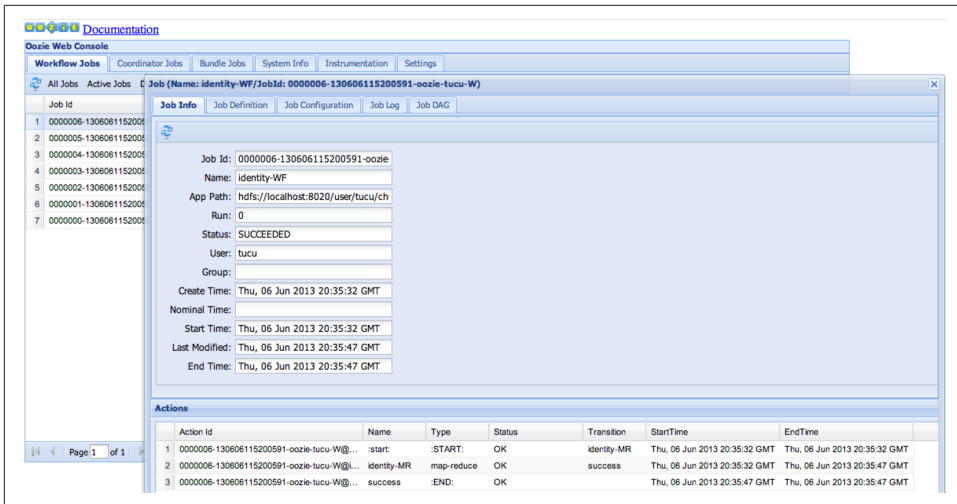 OOZIE Documentation
Oozie Web Console
Workflow Jobs Coordinator Jobs Bundle Jobs System Info Instrumentation Settings
All Jobs Active Jobs D
Job (Name: identity-WF/JobId: 0000006-130606115200591-oozie-tucu-W)
Job Id
1 0000006-1306061152005
2 0000005-1306061152005
3 0000004-1306061152005
4 0000003-1306061152005
5 0000002-1306061152005
6 0000001-1306061152005
7 0000000-1306061152005
Page 1 of 1
Job Info Job Definition Job Configuration Job Log Job DAG
Job Id: 0000006-130606115200591-oozie-
Name: identity-WF
App Path: hdfs://localhost:8020/user/tucu/ch
Run: 0
Status: SUCCEEDED
User: tucu
Group:
Create Time: Thu, 06 Jun 2013 20:35:32 GMT
Nominal Time:
Start Time: Thu, 06 Jun 2013 20:35:32 GMT
Last Modified: Thu, 06 Jun 2013 20:35:47 GMT
End Time: Thu, 06 Jun 2013 20:35:47 GMT
Actions
Action Id Name Type Status Transition StartTime EndTime
1 0000006-130606115200591-oozie-tucu-W@... :start: :START: OK identity-MR Thu, 06 Jun 2013 20:35:32 GMT Thu, 06 Jun 2013 20:35:32 GMT
2 0000006-130606115200591-oozie-tucu-W@i... identity-MR map-reduce OK success Thu, 06 Jun 2013 20:35:32 GMT Thu, 06 Jun 2013 20:35:47 GMT
3 0000006-130606115200591-oozie-tucu-W@... success :END: OK Thu, 06 Jun 2013 20:35:47 GMT Thu, 06 Jun 2013 20:35:47 GMT